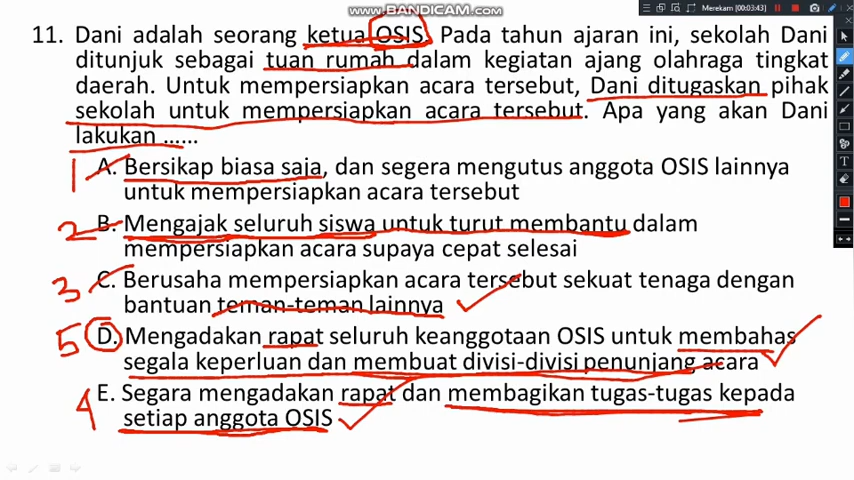 www.BANDICAM.com
Merekam [00:03:43]
11. Dani adalah seorang ketua OSIS. Pada tahun ajaran ini, sekolah Dani
ditunjuk sebagai tuan rumah dalam kegiatan ajang olahraga tingkat
daerah. Untuk mempersiapkan acara tersebut, Dani ditugaskan pihak
sekolah untuk mempersiapkan acara tersebut. Apa yang akan Dani
lakukan ......
1 A. Bersikap biasa saja, dan segera mengutus anggota OSIS lainnya
untuk mempersiapkan acara tersebut
2 B. Mengajak seluruh siswa untuk turut membantu dalam
mempersiapkan acara supaya cepat selesai
3 C. Berusaha mempersiapkan acara tersebut sekuat tenaga dengan
bantuan teman-teman lainnya
5 D. Mengadakan rapat seluruh keanggotaan OSIS untuk membahas
segala keperluan dan membuat divisi-divisi penunjang acara
4 E. Segera mengadakan rapat dan membagikan tugas-tugas kepada
setiap anggota OSIS